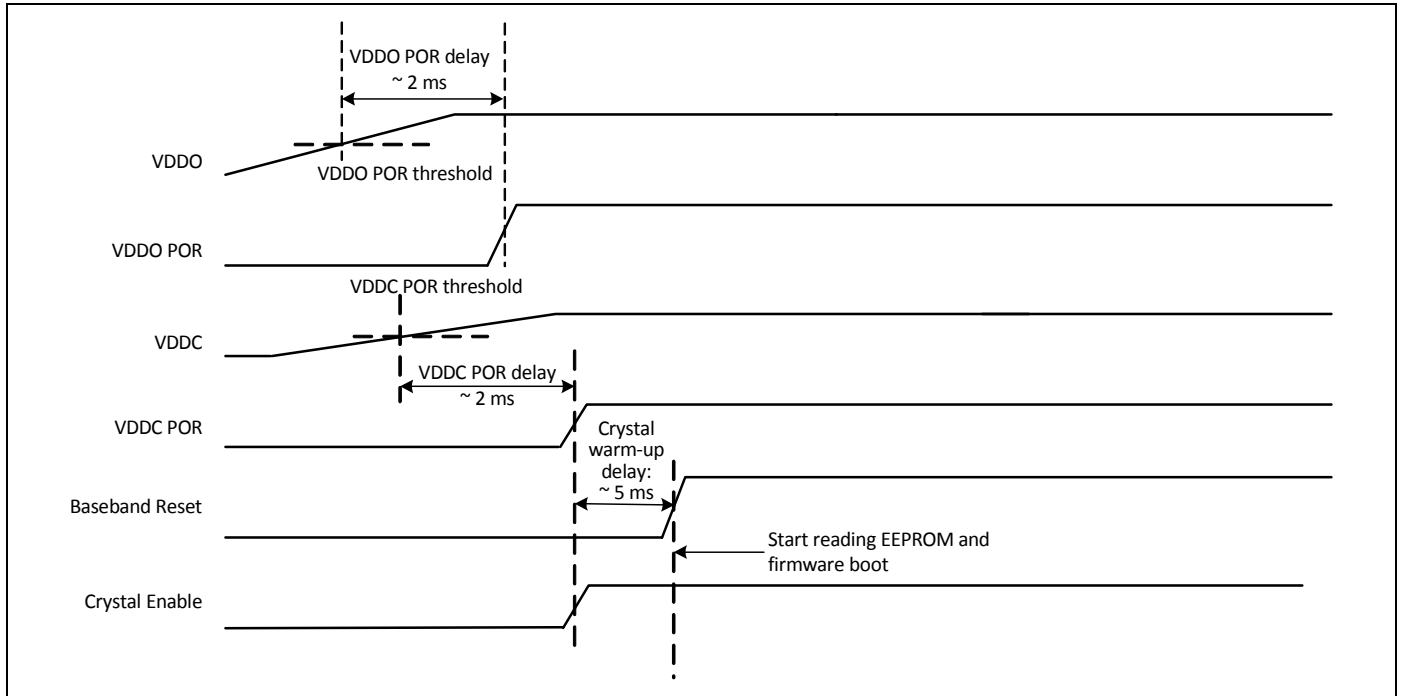 VDDO POR delay
~ 2 ms
VDDO
VDDO POR threshold
VDDO POR
VDDC POR threshold
VDDC
VDDC POR delay
~ 2 ms
VDDC POR
Crystal
warm-up
delay:
~ 5 ms
Baseband Reset
Start reading EEPROM and
firmware boot
Crystal Enable